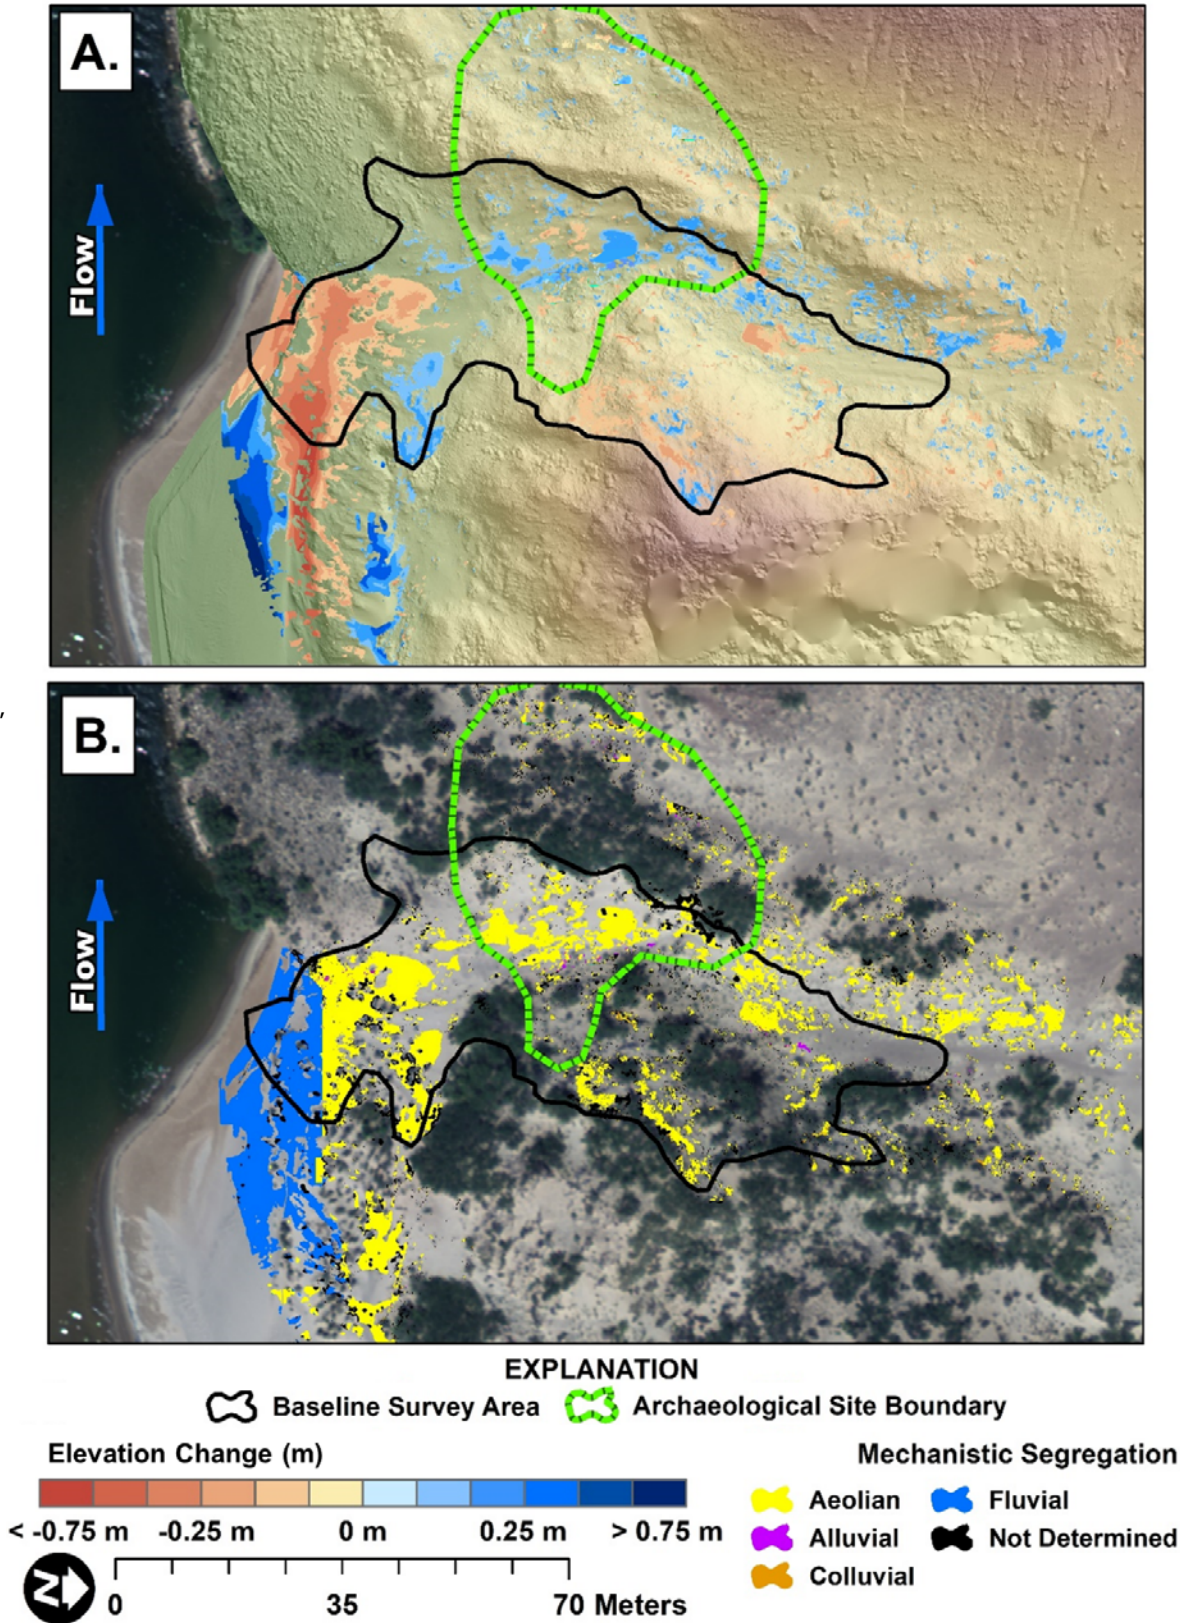 A.
Flow
,
B.
Flow
EXPLANATION
Baseline Survey Area Archaeological Site Boundary
Elevation Change (m) Mechanistic Segregation
Aeolian Fluvial
< -0.75 m -0.25 m 0 m 0.25 m > 0.75 m
Alluvial Not Determined
Colluvial
N
0 35 70 Meters